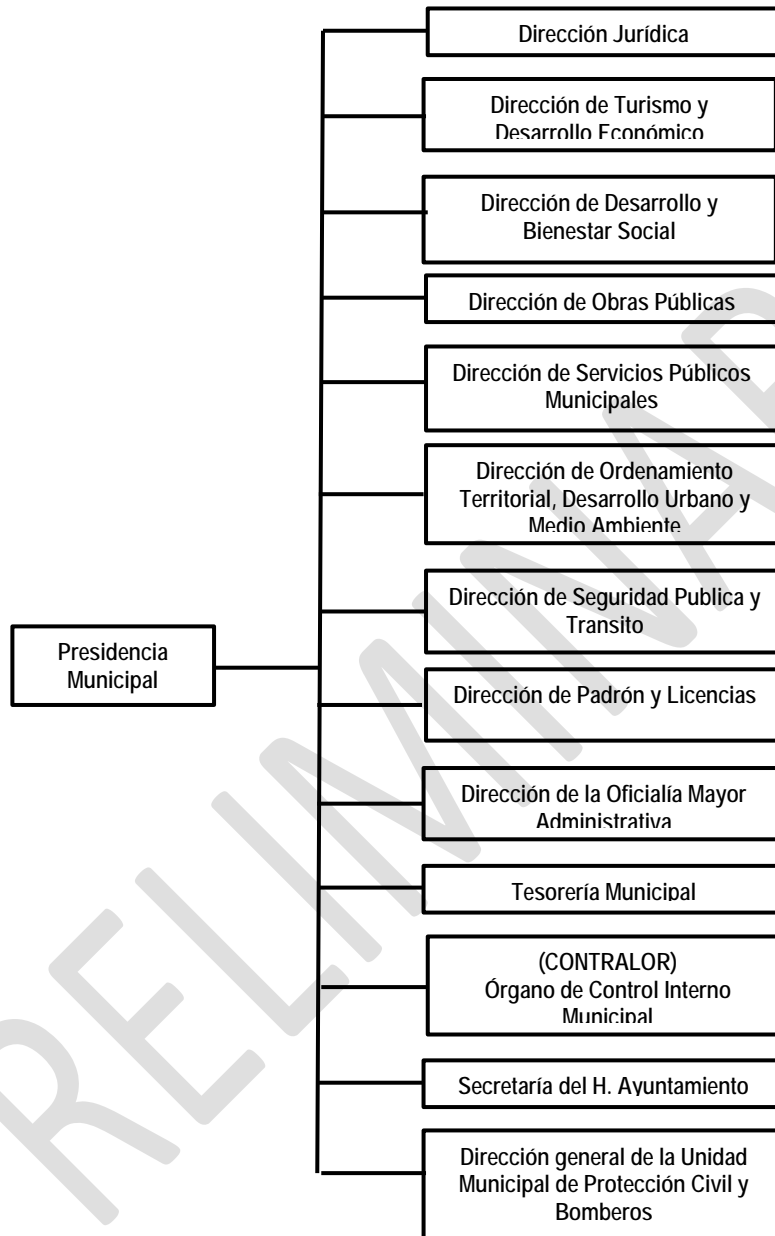 Dirección Jurídica
Dirección de Turismo y
Desarrollo Económico
Dirección de Desarrollo y
Bienestar Social
Dirección de Obras Públicas
Dirección de Servicios Públicos
Municipales
Dirección de Ordenamiento
Territorial, Desarrollo Urbano y
Medio Ambiente
Dirección de Seguridad Publica y
Transito
Presidencia
Municipal
Dirección de Padrón y Licencias
Dirección de la Oficialía Mayor
Administrativa
Tesorería Municipal
(CONTRALOR)
Órgano de Control Interno
Municipal
Secretaría del H. Ayuntamiento
Dirección general de la Unidad
Municipal de Protección Civil y
Bomberos
RELIMINAR